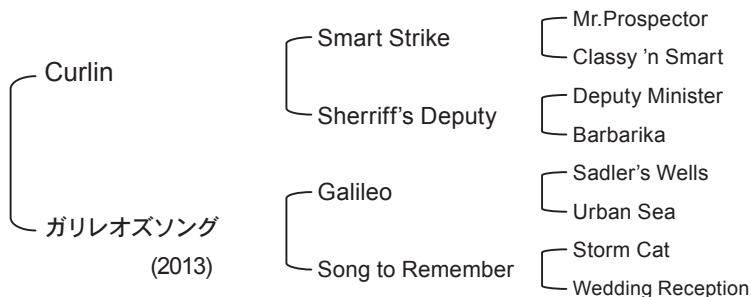 Curlin
ガリレオズソング
(2013)
Smart Strike
Sherriff’s Deputy
Galileo
Song to Remember
Mr.Prospector
Classy ’n Smart
Deputy Minister
Barbarika
Sadler’s Wells
Urban Sea
Storm Cat
Wedding Reception